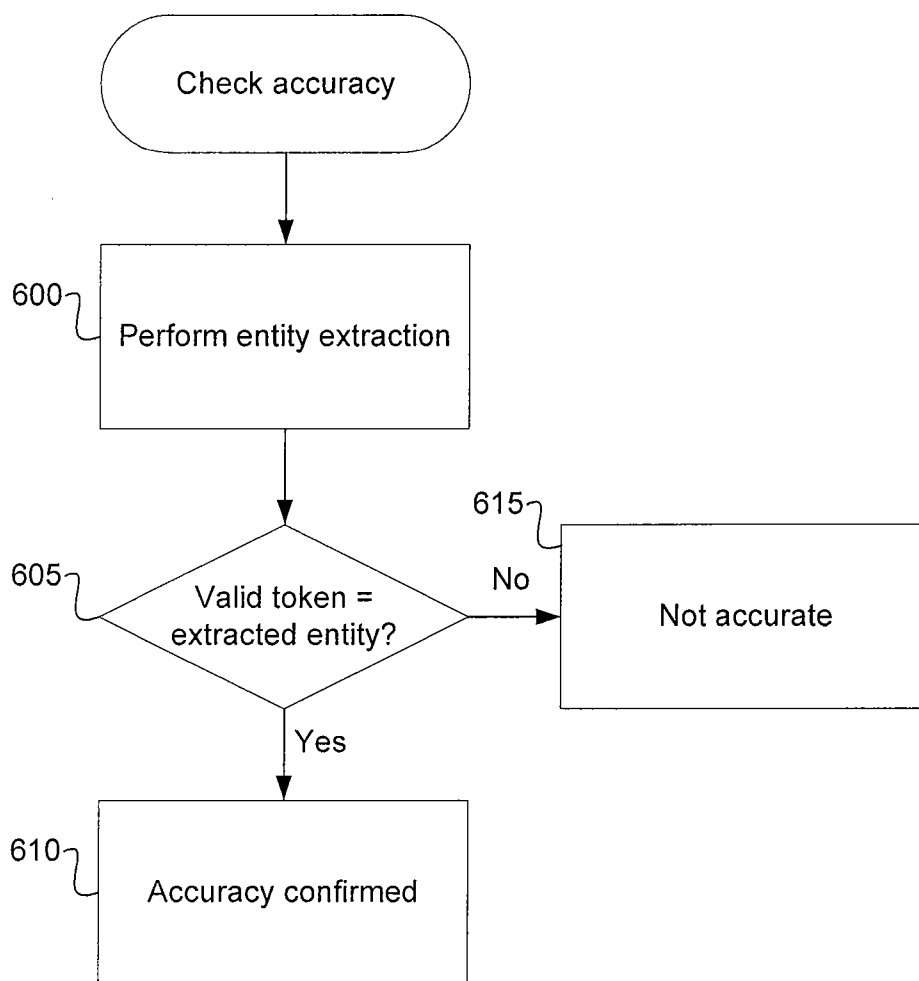 Check accuracy
600
Perform entity extraction
615
605
Valid token =
extracted entity?
No
Not accurate
Yes
610
Accuracy confirmed